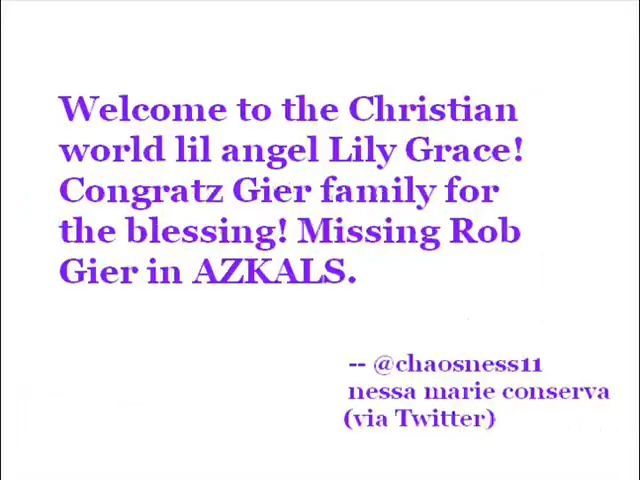 Welcome to the Christian
world lil angel Lily Grace!
Congratz Gier family for
the blessing! Missing Rob
Gier in AZKALS.
-- @chaosness11
nessa marie conserva
(via Twitter)